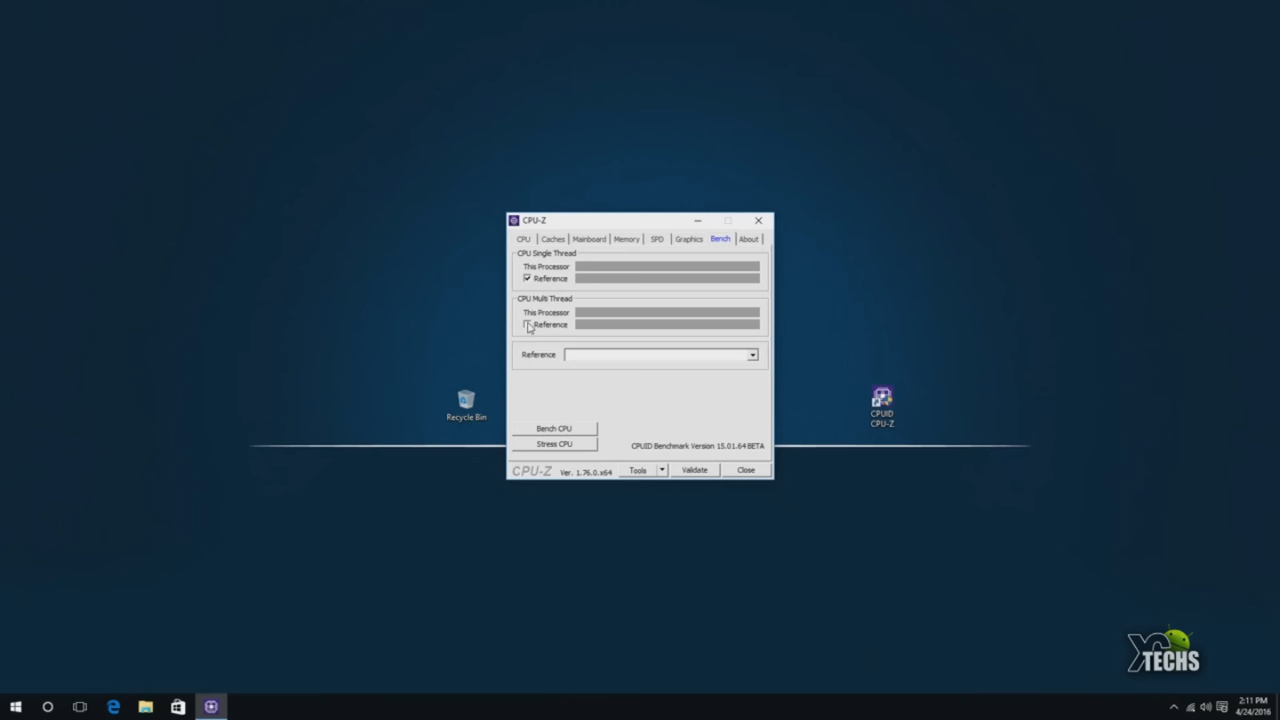 CPU-Z
CPU Caches Mainboard Memory SPD Graphics Bench About
CPU Single Thread
This Processor
Reference
CPU Multi Thread
This Processor
Reference
Reference
Bench CPU
Stress CPU
CPUID Benchmark Version 15.01.64 BETA
CPU-Z Ver. 1.76.0.x64 Tools Validate Close
Recycle Bin
CPUID
CPU-Z
TECHS
2:11 PM
4/24/2016